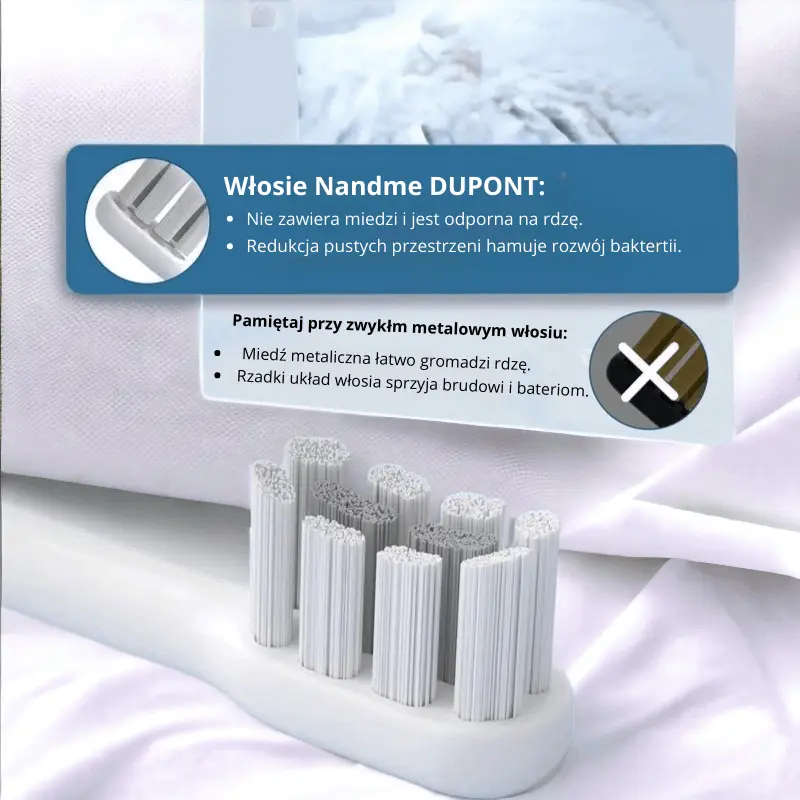 Włosie Nandme DUPONT:
• Nie zawiera miedzi i jest odporna na rdzę.
• Redukcja pustych przestrzeni hamuje rozwój baktertii.
Pamiętaj przy zwykłm metalowym włosiu:
• Miedź metaliczna łatwo gromadzi rdzę.
• Rzadki układ włosia sprzyja brudowi i bateriom.